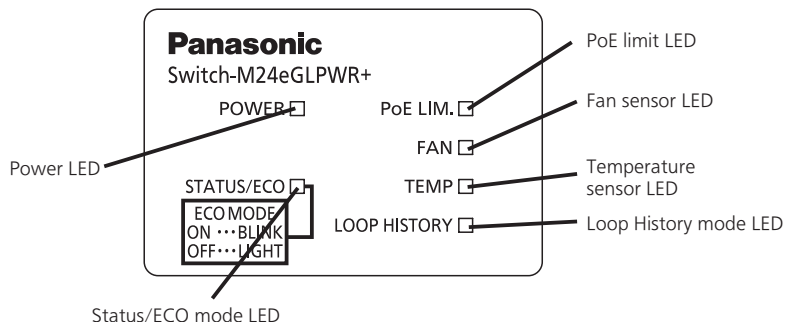 Panasonic
Switch-M24eGLPWR+
POWER
PoE LIM.
FAN
STATUS/ECO
TEMP
ECO MODE
ON ···BLINK
OFF···LIGHT
LOOP HISTORY
PoE limit LED
Fan sensor LED
Temperature
sensor LED
Loop History mode LED
Power LED
Status/ECO mode LED